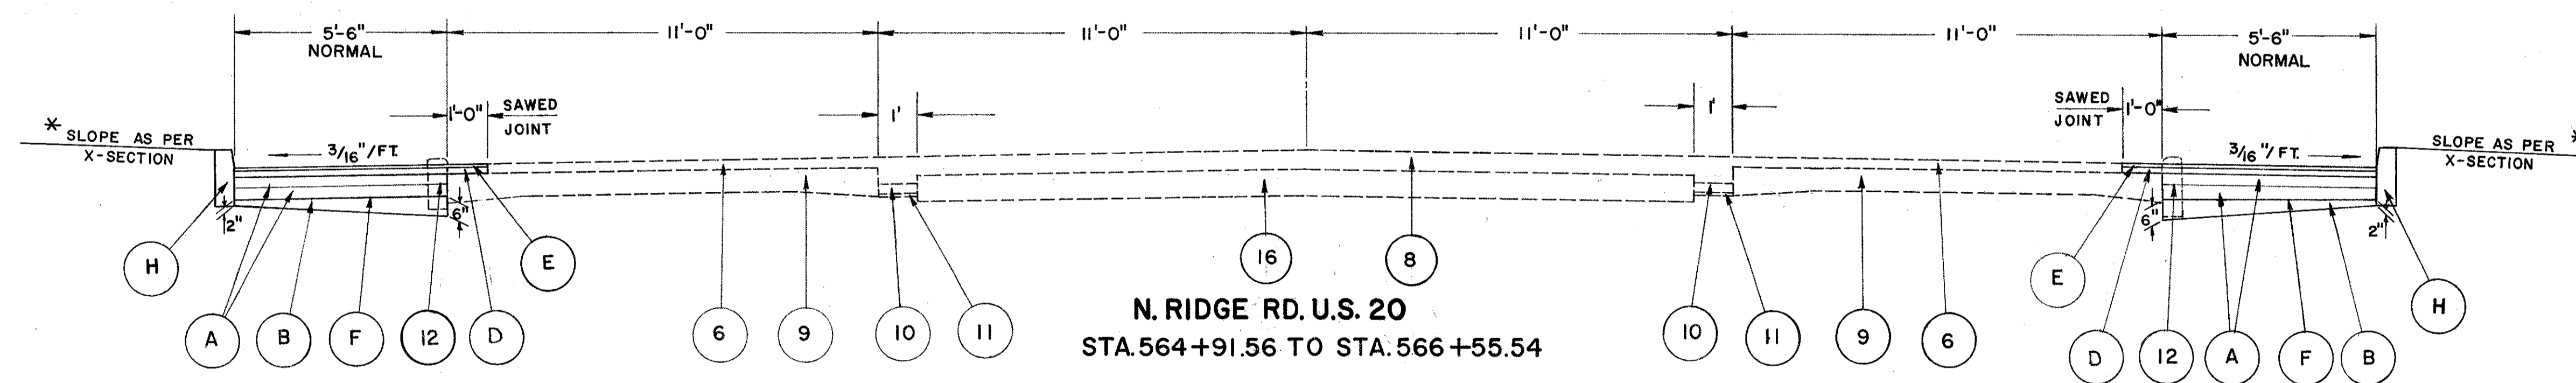 5'-6"
NORMAL
11'-0"
11'-0"
11'-0"
11'-0"
5'-6"
NORMAL
1'-0"
SAWED
JOINT
1'
1'
SAWED
JOINT
1'-0"
* SLOPE AS PER
X-SECTION
3/16"/FT.
3/16"/FT.
SLOPE AS PER *
X-SECTION
2"
6"
6"
2"
H
E
16
8
E
H
A
B
F
12
D
6
9
10
11
N. RIDGE RD. U.S. 20
STA. 564+91.56 TO STA. 566+55.54
10
11
9
6
D
12
A
F
B